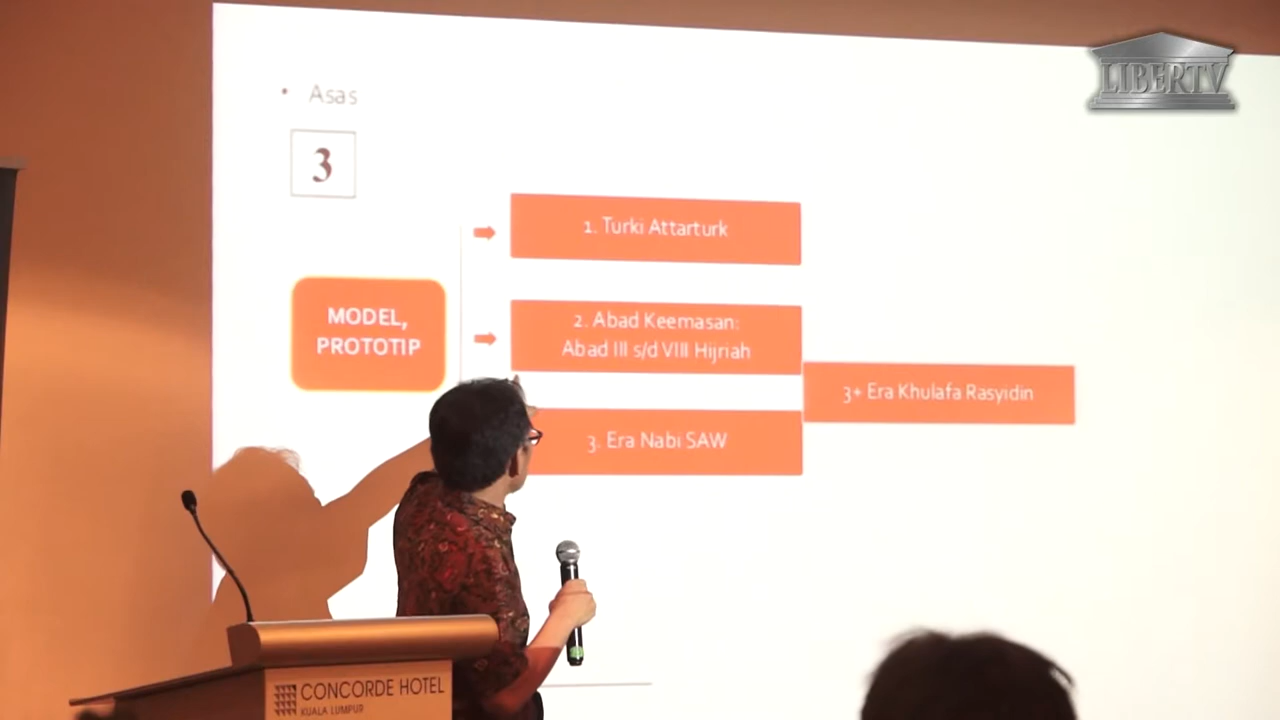 LIBERTV
• Asas
3
1. Turki Attarturk
MODEL,
PROTOTIP
2. Abad Keemasan:
Abad III s/d VIII Hijriah
3+ Era Khulafa Rasyidin
3. Era Nabi SAW
CONCORDE HOTEL
KUALA LUMPUR